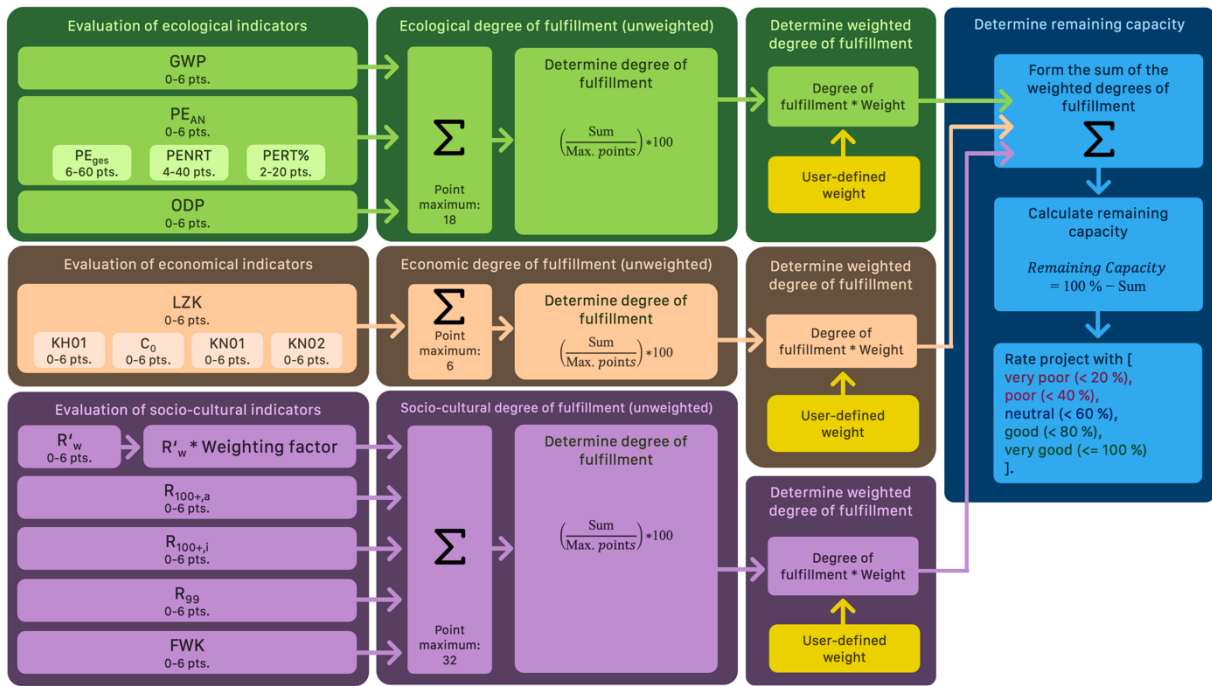 Evaluation of ecological indicators
GWP
0-6 pts.
PE_AN
0-6 pts.
PE_ges
6-60 pts.
PENRT
4-40 pts.
PERT%
2-20 pts.
ODP
0-6 pts.
Ecological degree of fulfillment (unweighted)
Σ
Point
maximum:
18
Determine degree of
fulfillment
(Sum / Max. points) *100
Determine weighted
degree of fulfillment
Degree of
fulfillment * Weight
User-defined
weight
Evaluation of economical indicators
LZK
0-6 pts.
KH01
0-6 pts.
C_0
0-6 pts.
KN01
0-6 pts.
KN02
0-6 pts.
Economic degree of fulfillment (unweighted)
Σ
Point
maximum:
6
Determine degree of
fulfillment
(Sum / Max. points) *100
Determine weighted
degree of fulfillment
Degree of
fulfillment * Weight
User-defined
weight
Evaluation of socio-cultural indicators
R‘_w
0-6 pts.
R‘_w * Weighting factor
R_100+,a
0-6 pts.
R_100+,i
0-6 pts.
R_99
0-6 pts.
FWK
0-6 pts.
Socio-cultural degree of fulfillment (unweighted)
Σ
Point
maximum:
32
Determine degree of
fulfillment
(Sum / Max. points) *100
Determine weighted
degree of fulfillment
Degree of
fulfillment * Weight
User-defined
weight
Determine remaining capacity
Form the sum of the
weighted degrees of
fulfillment
Σ
Calculate remaining
capacity
Remaining Capacity
= 100 % − Sum
Rate project with [
very poor (< 20 %),
poor (< 40 %),
neutral (< 60 %),
good (< 80 %),
very good (<= 100 %)
].